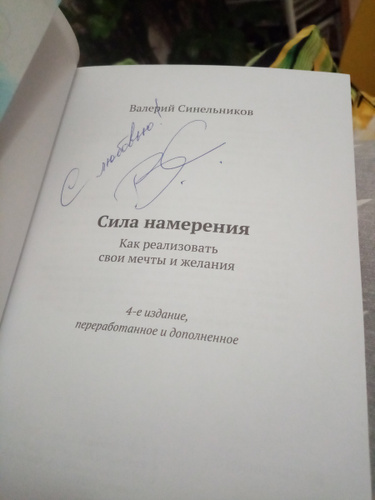 Валерий Синельников
С любовью!
Сила намерения
Как реализовать
свои мечты и желания
4-е издание,
переработанное и дополненное